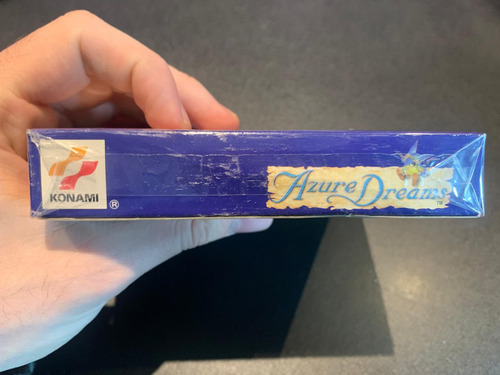 KONAMI ®
Azure Dreams ™